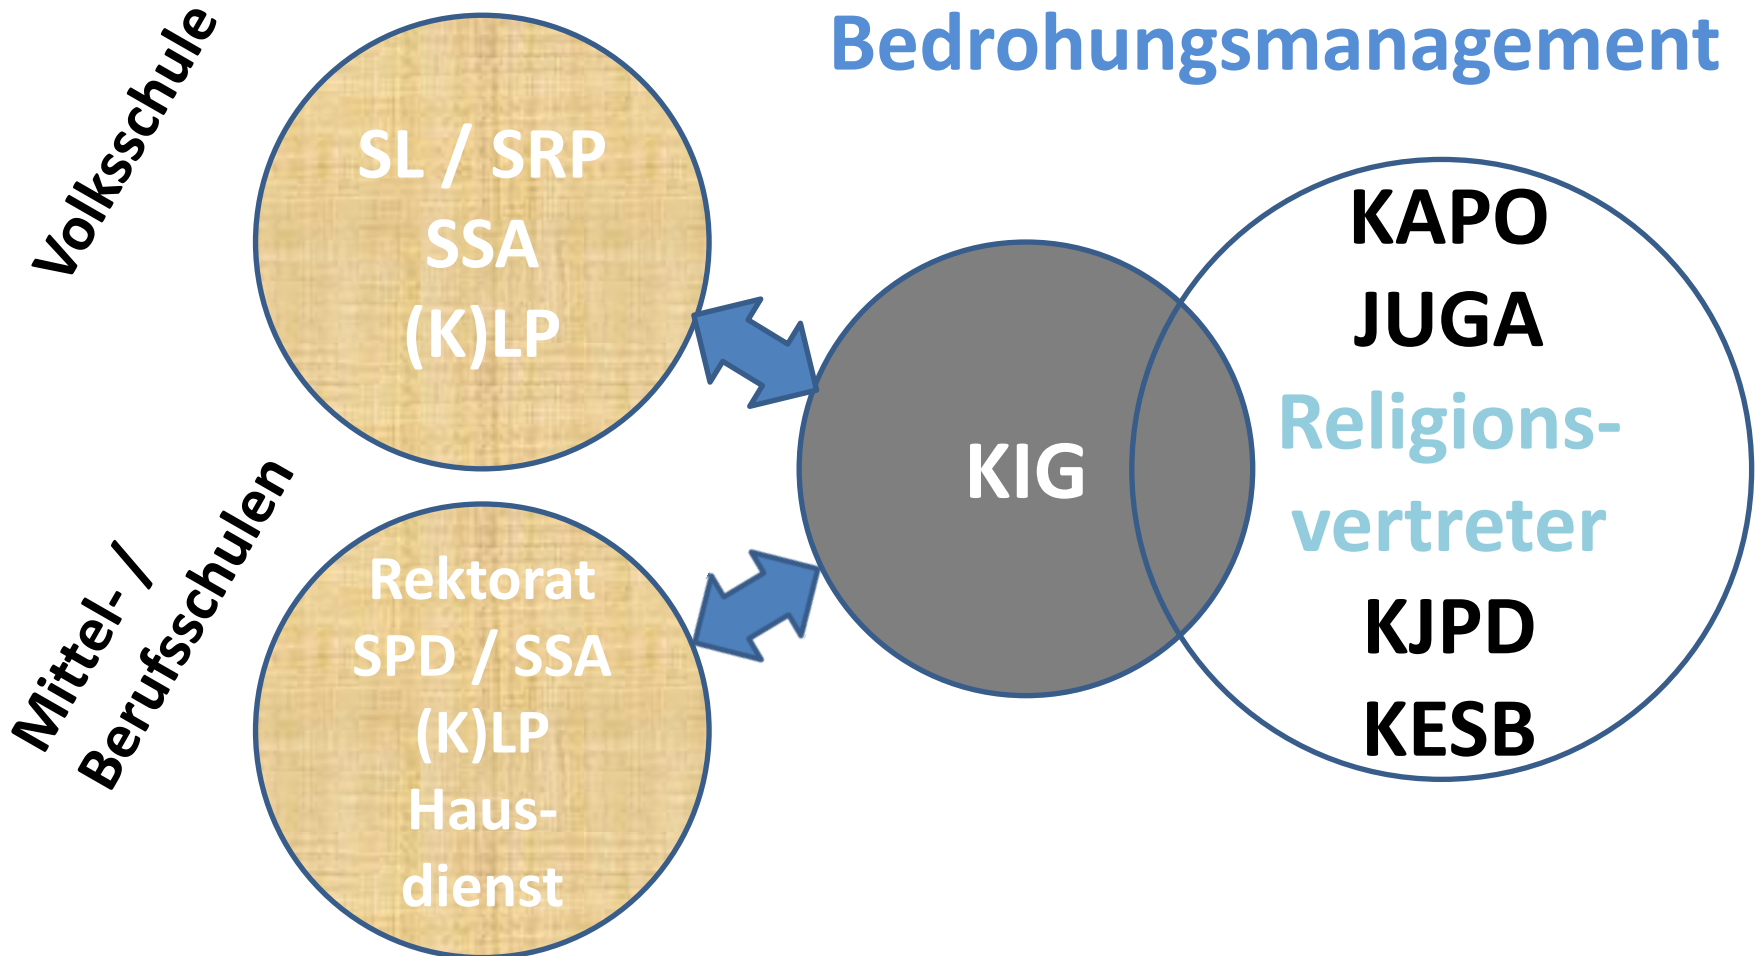 Bedrohungsmanagement
Volksschule
SL / SRP
SSA
(K)LP
Mittel- /
Berufsschulen
Rektorat
SPD / SSA
(K)LP
Haus-
dienst
KIG
KAPO
JUGA
Religions-
vertreter
KJPD
KESB